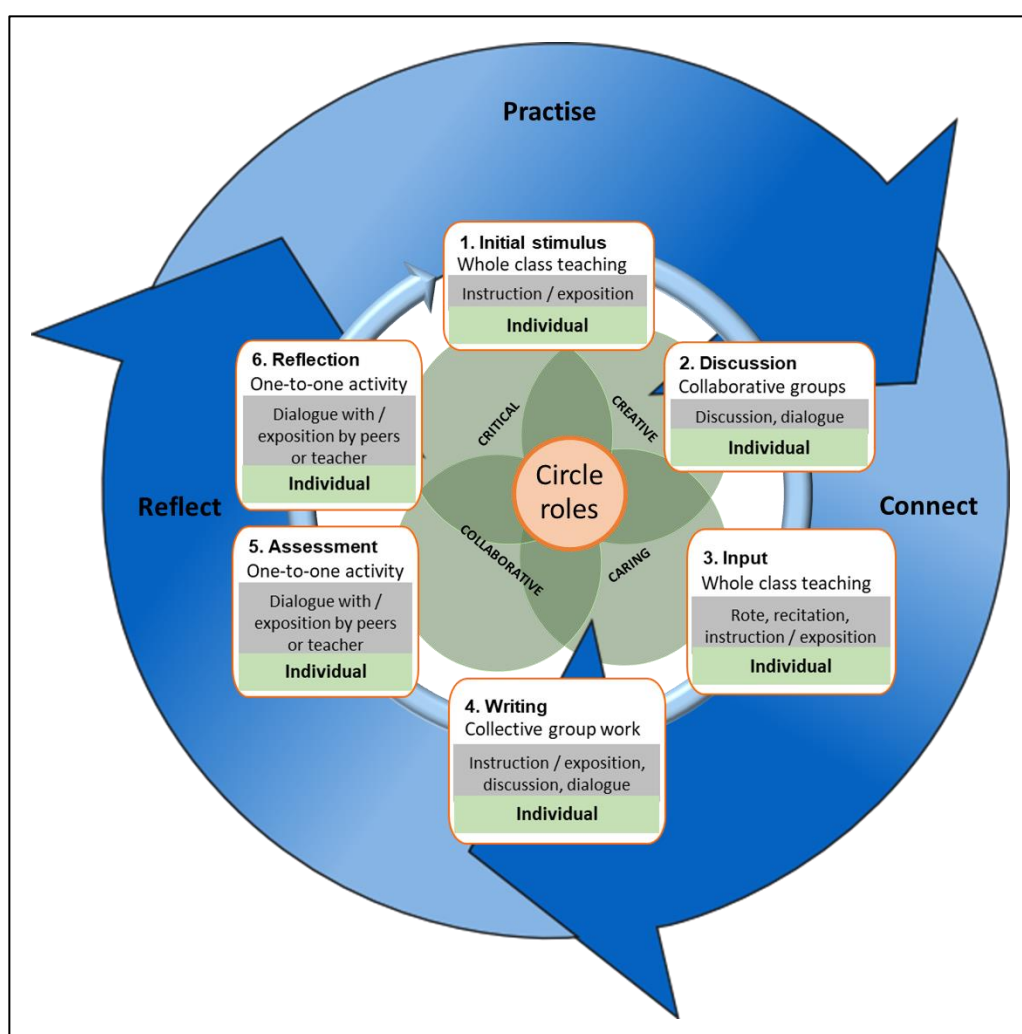 Practise
1. Initial stimulus
Whole class teaching
Instruction / exposition
Individual
2. Discussion
Collaborative groups
Discussion, dialogue
Individual
Connect
3. Input
Whole class teaching
Rote, recitation,
instruction / exposition
Individual
4. Writing
Collective group work
Instruction / exposition,
discussion, dialogue
Individual
5. Assessment
One-to-one activity
Dialogue with /
exposition by peers
or teacher
Individual
Reflect
6. Reflection
One-to-one activity
Dialogue with /
exposition by peers
or teacher
Individual
CRITICAL
CREATIVE
Circle
roles
COLLABORATIVE
CARING